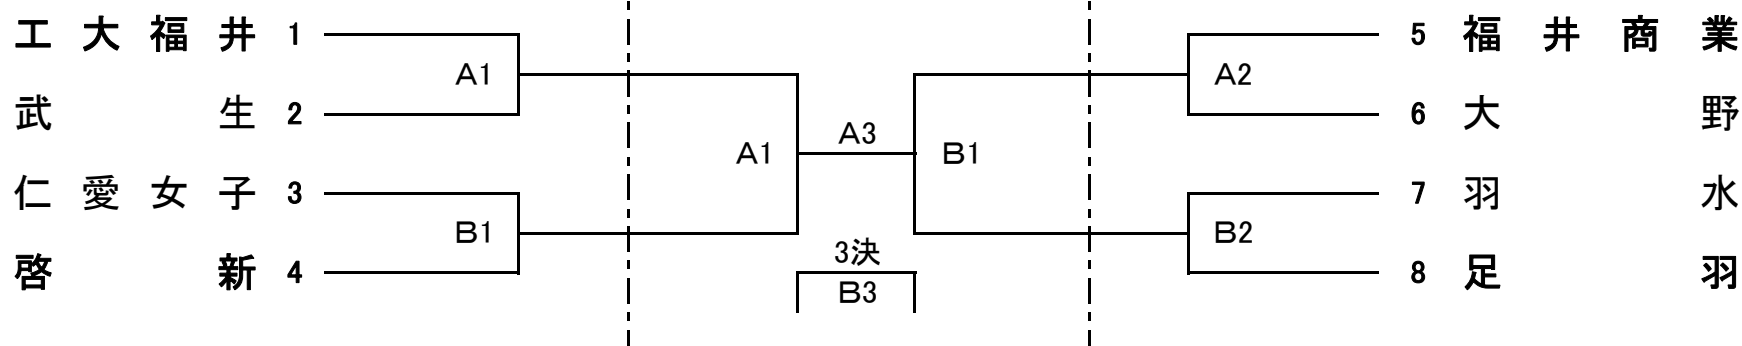 工大福井 1
A1
武生 2
仁愛女子 3
B1
啓新 4
A1
A3
B1
3決
B3
5 福井商業
A2
6 大野
7 羽水
B2
8 足羽